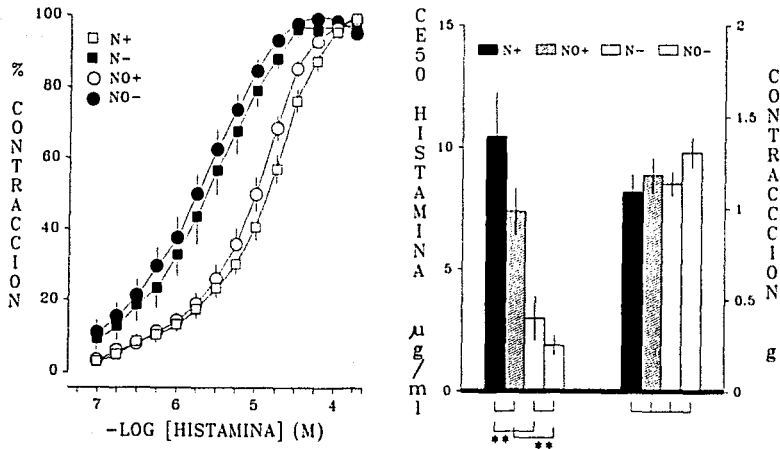 % CONTRACCION
100
80
60
40
20
0
N+
N-
NO+
NO-
7
6
5
4
-LOG [HISTAMINA] (M)
CE50 HISTAMINA µg/ml
15
10
5
0
N+
NO+
N-
NO-
2
1.5
1
0.5
0
CONTRACCION g
**
**